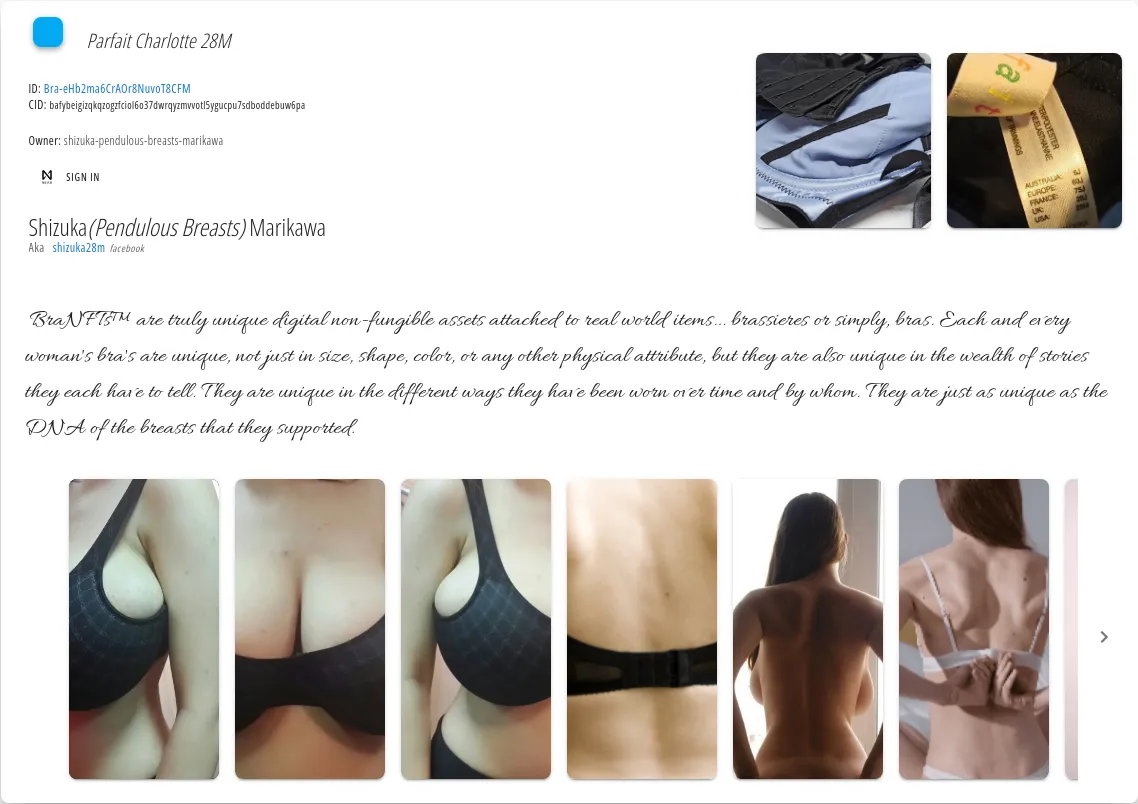 Parfait Charlotte 28M
ID: Bra-eHb2ma6CrAOr8NuvoT8CFM
CID: bafybeigizqkqzogzfciol6o37dwrqyzmvvotl5ygucpu7sdboddebuw6pa
Owner: shizuka-pendulous-breasts-marikawa
NEAR
SIGN IN
Shizuka(Pendulous Breasts) Marikawa
Aka shizuka28m facebook
AUSTRALIA:
EUROPE: 75J
FRANCE:
UK:
USA:
BraNFTs™ are truly unique digital non-fungible assets attached to real world items... brassieres or simply, bras. Each and every
woman's bra's are unique, not just in size, shape, color, or any other physical attribute, but they are also unique in the wealth of stories
they each have to tell. They are unique in the different ways they have been worn over time and by whom. They are just as unique as the
DNA of the breasts that they supported.